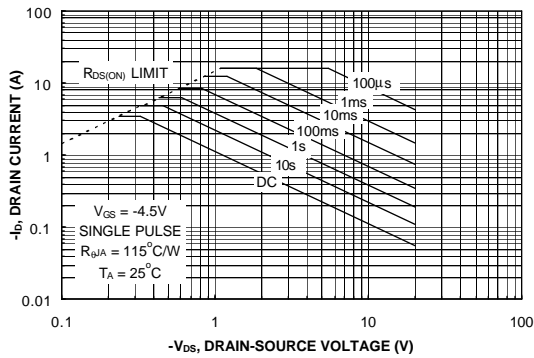 100
10
1
0.1
0.01
-ID, DRAIN CURRENT (A)
RDS(ON) LIMIT
100μs
1ms
10ms
100ms
1s
10s
DC
VGS = -4.5V
SINGLE PULSE
RθJA = 115°C/W
TA = 25°C
0.1 1 10 100
-VDS, DRAIN-SOURCE VOLTAGE (V)